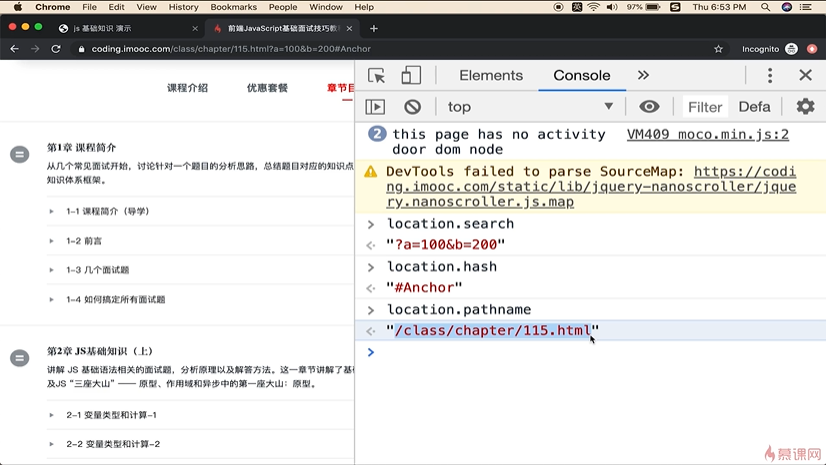 Chrome File Edit View History Bookmarks People Window Help 97% Thu 6:53 PM
js 基础知识 演示
前端JavaScript基础面试技巧教
coding.imooc.com/class/chapter/115.html?a=100&b=200#Anchor
Incognito
课程介绍 优惠套餐 章节目
Elements Console
top Filter Defa
第1章 课程简介
从几个常见面试开始，讨论针对一个题目的分析思路，总结题目对应的知识点
知识体系框架。
1-1 课程简介（导学）
1-2 前言
1-3 几个面试题
1-4 如何搞定所有面试题
第2章 JS基础知识（上）
讲解 JS 基础语法相关的面试题，分析原理以及解答方法。这一章节讲解了基础
及JS“三座大山”—— 原型、作用域和异步中的第一座大山：原型。
2-1 变量类型和计算-1
2-2 变量类型和计算-2
2 this page has no activity VM409 moco.min.js:2
door dom node
DevTools failed to parse SourceMap: https://codi
ng.imooc.com/static/lib/jquery-nanoscroller/jque
ry.nanoscroller.js.map
location.search
"?a=100&b=200"
location.hash
"#Anchor"
location.pathname
"/class/chapter/115.html"
慕课网